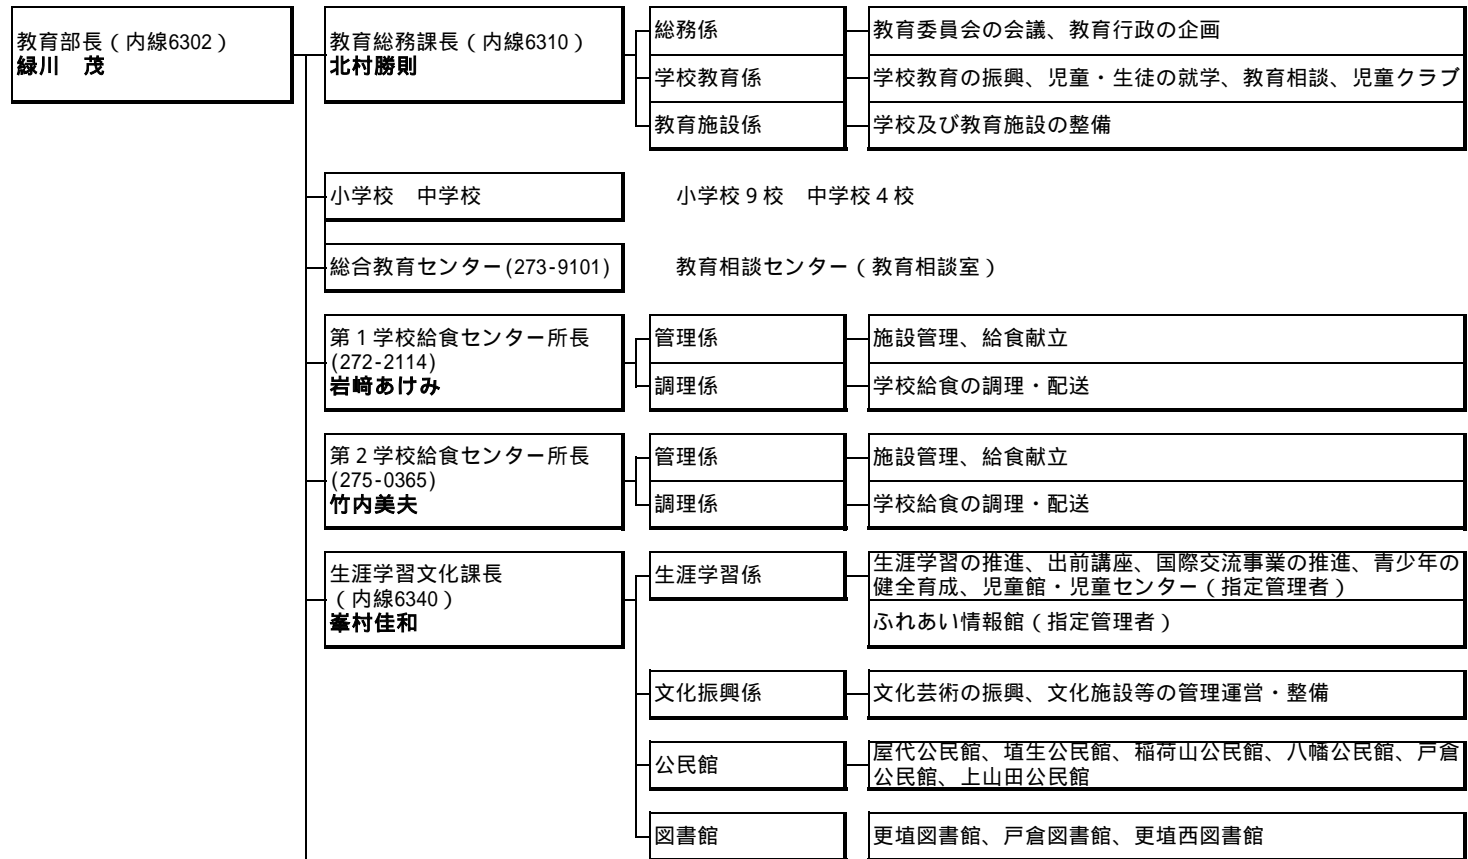 教育部長（内線6302）
緑川　茂
教育総務課長（内線6310）
北村勝則
総務係
教育委員会の会議、教育行政の企画
学校教育係
学校教育の振興、児童・生徒の就学、教育相談、児童クラブ
教育施設係
学校及び教育施設の整備
小学校　中学校
小学校９校　中学校４校
総合教育センター(273-9101)
教育相談センター（教育相談室）
第１学校給食センター所長
(272-2114)
岩﨑あけみ
管理係
施設管理、給食献立
調理係
学校給食の調理・配送
第２学校給食センター所長
(275-0365)
竹内美夫
管理係
施設管理、給食献立
調理係
学校給食の調理・配送
生涯学習文化課長
（内線6340）
峯村佳和
生涯学習係
生涯学習の推進、出前講座、国際交流事業の推進、青少年の
健全育成、児童館・児童センター（指定管理者）
ふれあい情報館（指定管理者）
文化振興係
文化芸術の振興、文化施設等の管理運営・整備
公民館
屋代公民館、埴生公民館、稲荷山公民館、八幡公民館、戸倉
公民館、上山田公民館
図書館
更埴図書館、戸倉図書館、更埴西図書館